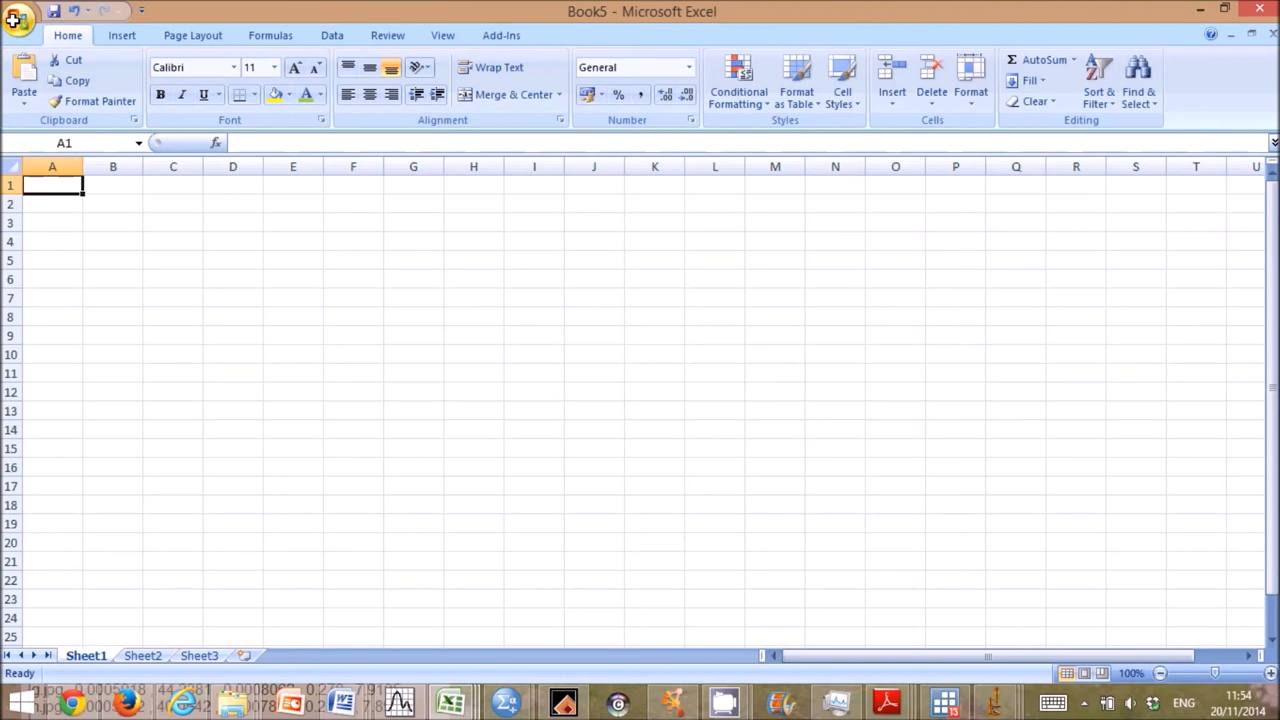 Book5 - Microsoft Excel
Home Insert Page Layout Formulas Data Review View Add-Ins
Cut Calibri 11 Wrap Text General AutoSum
Copy Fill
Paste Format Painter Merge & Center % , Conditional Formatting Format as Table Cell Styles Insert Delete Format Clear Sort & Filter Find & Select
Clipboard Font Alignment Number Styles Cells Editing
A1 fx
A B C D E F G H I J K L M N O P Q R S T U
1
2
3
4
5
6
7
8
9
10
11
12
13
14
15
16
17
18
19
20
21
22
23
24
25
Sheet1 Sheet2 Sheet3
Ready 100%
ENG 11:54
20/11/2014